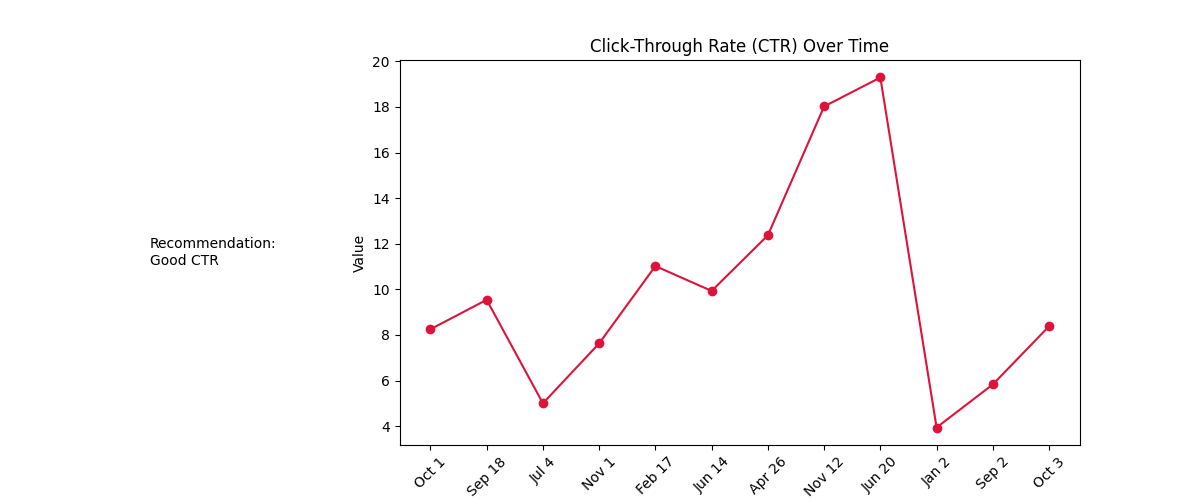 Click-Through Rate (CTR) Over Time
Recommendation:
Good CTR
Value
20
18
16
14
12
10
8
6
4
Oct 1
Sep 18
Jul 4
Nov 1
Feb 17
Jun 14
Apr 26
Nov 12
Jun 20
Jan 2
Sep 2
Oct 3